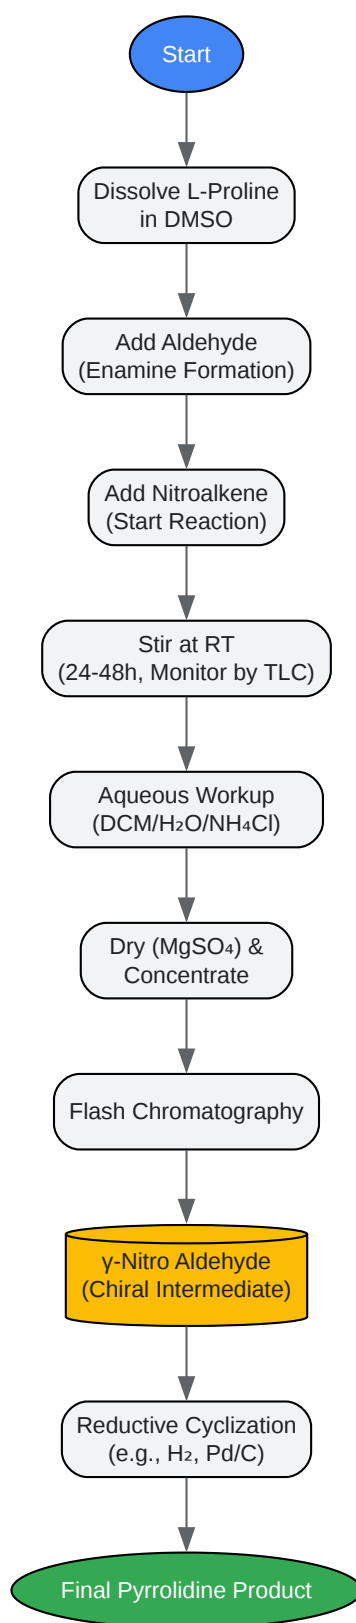 Start
Dissolve L-Proline
in DMSO
Add Aldehyde
(Enamine Formation)
Add Nitroalkene
(Start Reaction)
Stir at RT
(24-48h, Monitor by TLC)
Aqueous Workup
(DCM/H₂O/NH₄Cl)
Dry (MgSO₄) &
Concentrate
Flash Chromatography
γ-Nitro Aldehyde
(Chiral Intermediate)
Reductive Cyclization
(e.g., H₂, Pd/C)
Final Pyrrolidine Product